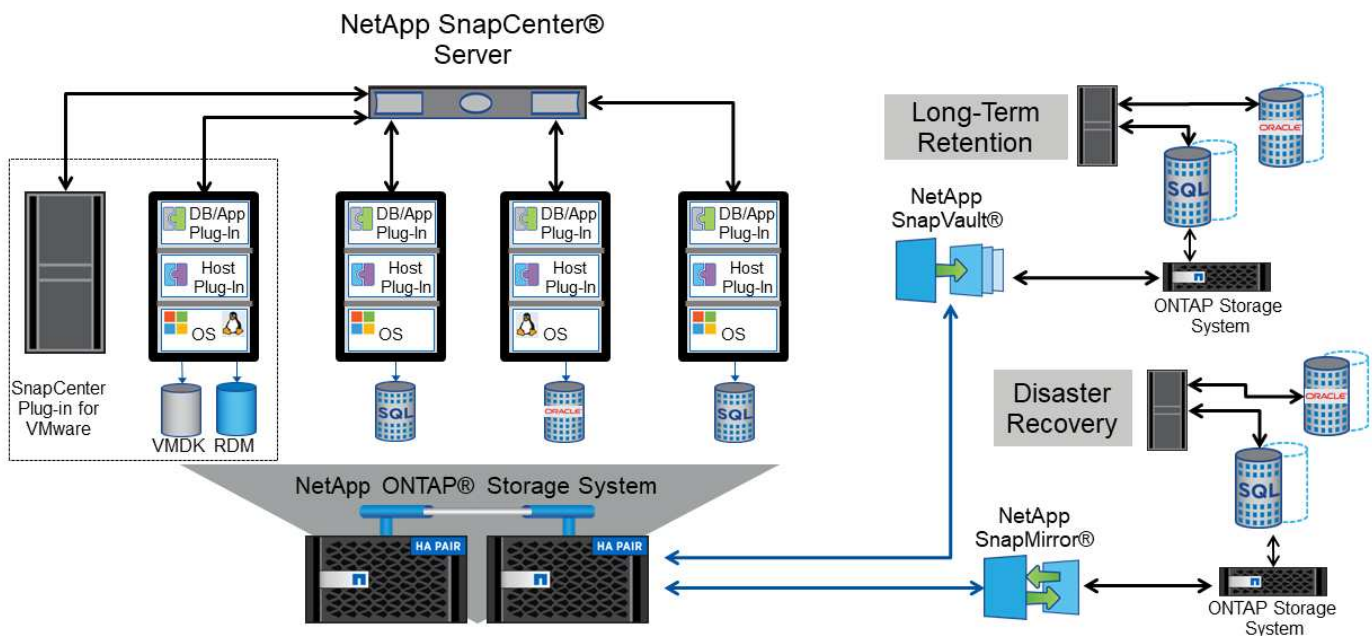 NetApp SnapCenter®
Server
DB/App
Plug-In
Host
Plug-In
OS
DB/App
Plug-In
Host
Plug-In
OS
DB/App
Plug-In
Host
Plug-In
OS
DB/App
Plug-In
Host
Plug-In
OS
SnapCenter
Plug-in for
VMware
VMDK
RDM
SQL
ORACLE
SQL
NetApp ONTAP® Storage System
HA PAIR
HA PAIR
Long-Term
Retention
ORACLE
SQL
NetApp
SnapVault®
ONTAP Storage
System
Disaster
Recovery
ORACLE
SQL
NetApp
SnapMirror®
ONTAP Storage
System